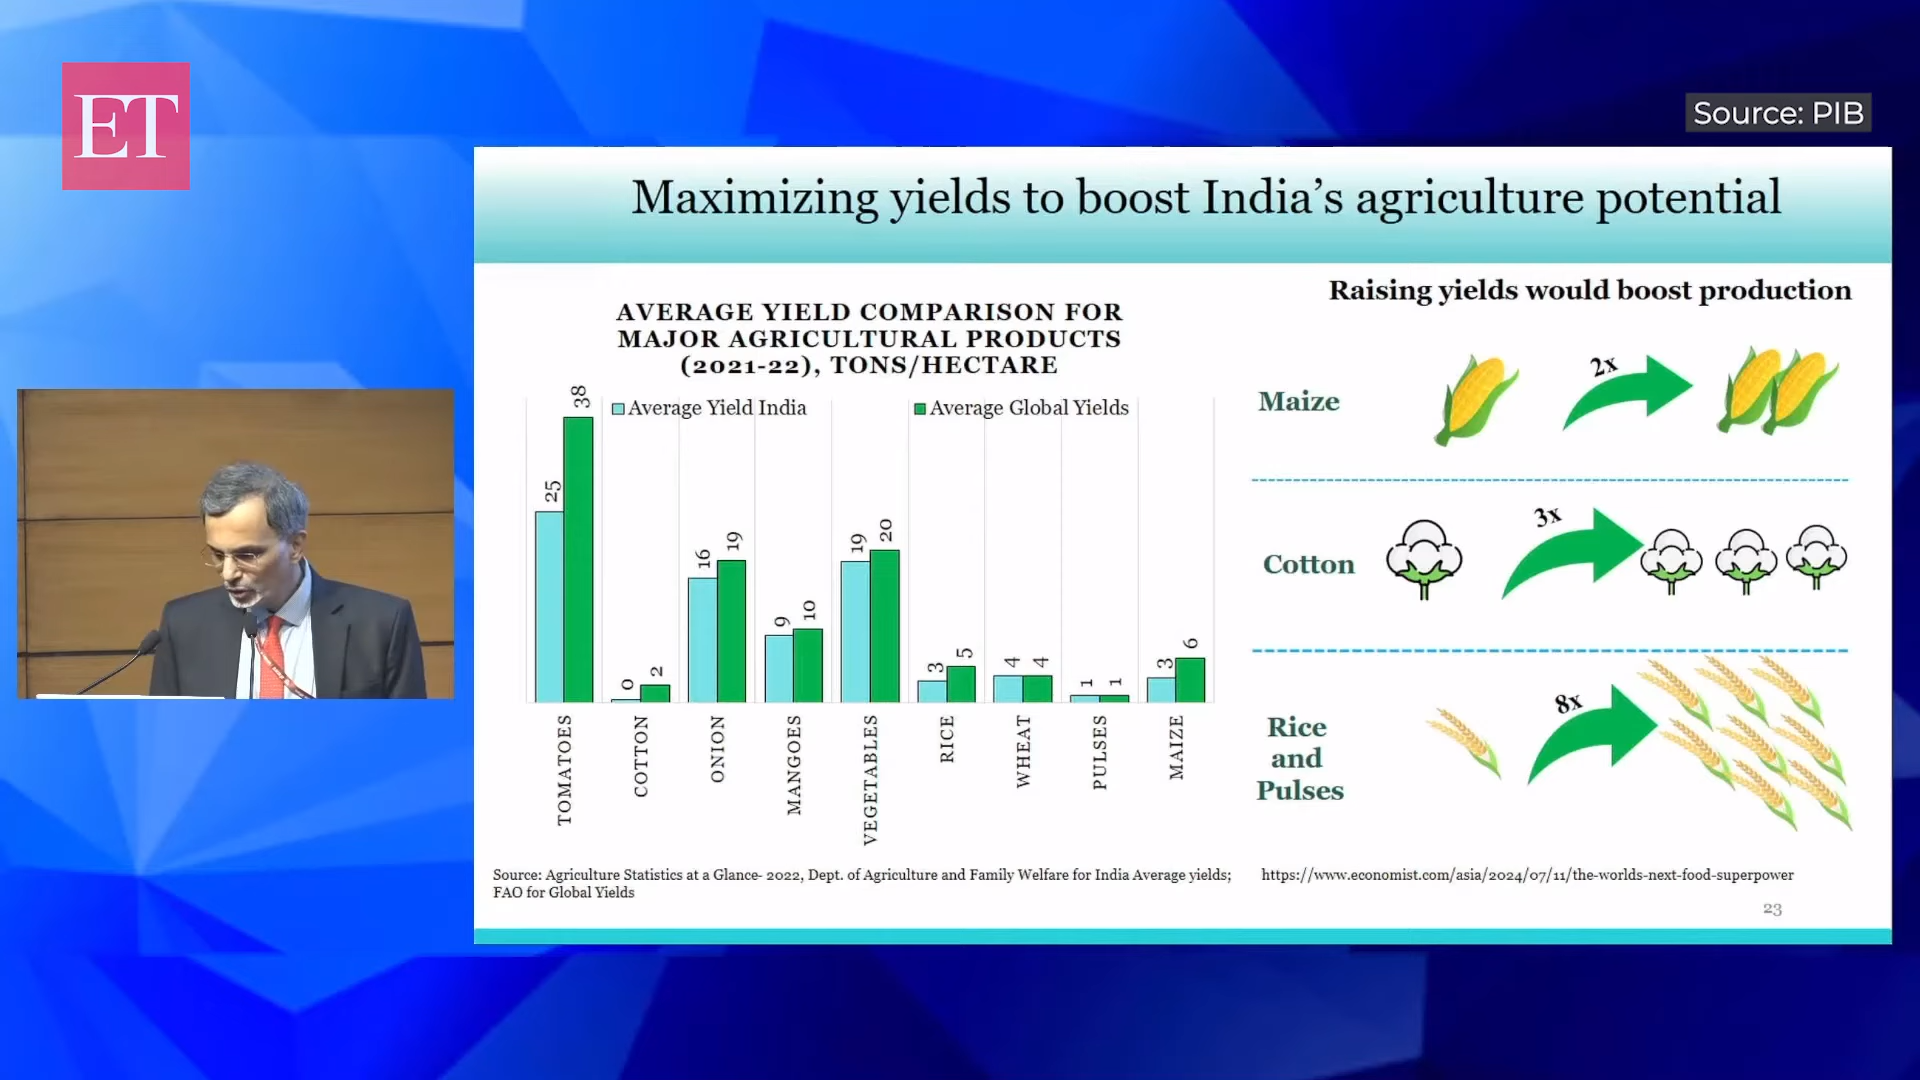 ET
Source: PIB
Maximizing yields to boost India’s agriculture potential
AVERAGE YIELD COMPARISON FOR
MAJOR AGRICULTURAL PRODUCTS
(2021-22), TONS/HECTARE
Average Yield India
Average Global Yields
25
38
0
2
16
19
9
10
19
20
3
5
4
4
1
1
3
6
TOMATOES
COTTON
ONION
MANGOES
VEGETABLES
RICE
WHEAT
PULSES
MAIZE
Source: Agriculture Statistics at a Glance- 2022, Dept. of Agriculture and Family Welfare for India Average yields;
FAO for Global Yields
Raising yields would boost production
Maize
2x
Cotton
3x
Rice
and
Pulses
8x
https://www.economist.com/asia/2024/07/11/the-worlds-next-food-superpower
23